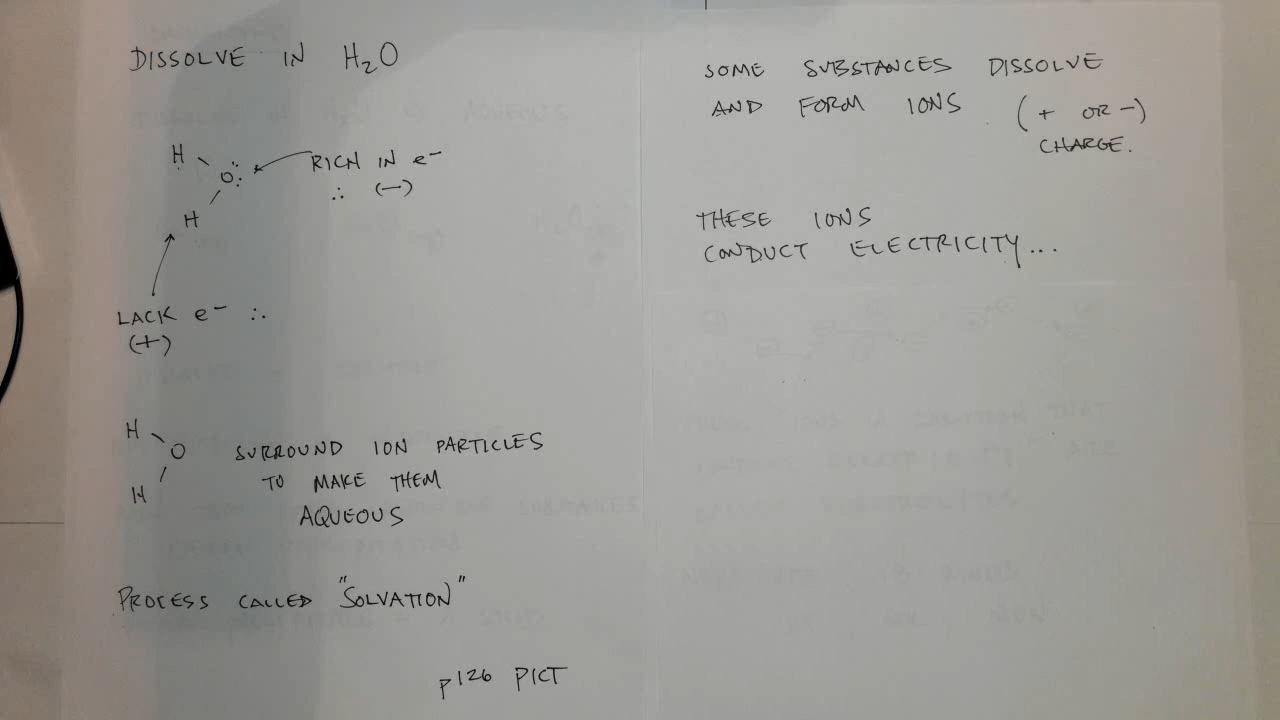 DISSOLVE IN H₂O
H
O
RICH IN e⁻
∴ (−)
H
LACK e⁻ ∴
(+)
H
O
H
SURROUND ION PARTICLES
TO MAKE THEM
AQUEOUS
PROCESS CALLED "SOLVATION"
p126 PICT
SOME SUBSTANCES DISSOLVE
AND FORM IONS (+ OR −)
CHARGE.
THESE IONS
CONDUCT ELECTRICITY...